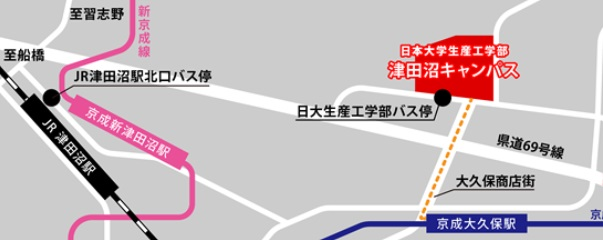 至習志野
新京成線
至船橋
JR津田沼駅北口バス停
京成新津田沼駅
JR 津田沼駅
日本大学生産工学部
津田沼キャンパス
日大生産工学部バス停
県道69号線
大久保商店街
京成大久保駅
京